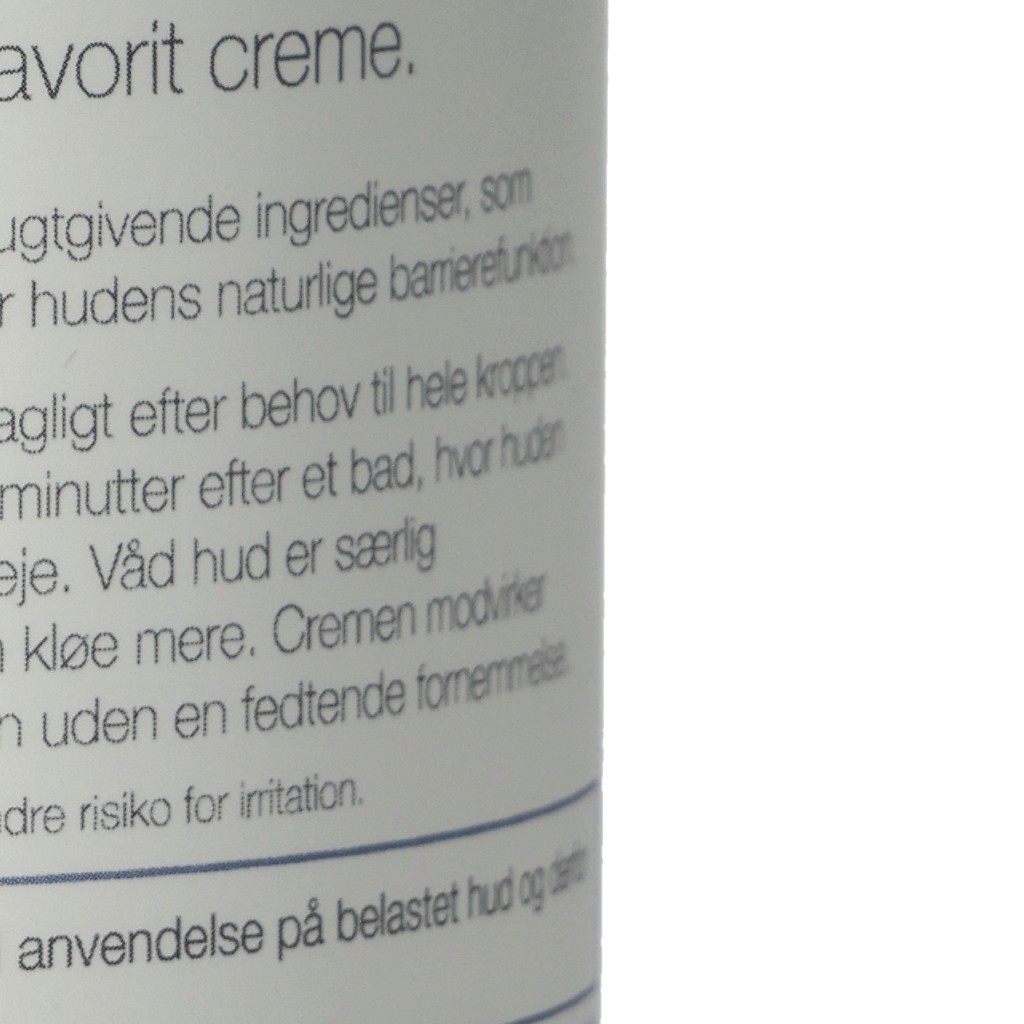 avorit creme.
ugtgivende ingredienser, som
r hudens naturlige barrierefunktion.
agligt efter behov til hele kroppen.
minutter efter et bad, hvor huden
eje. Våd hud er særlig
kløe mere. Cremen modvirker
n uden en fedtende fornemmelse.
dre risiko for irritation.
anvendelse på belastet hud og